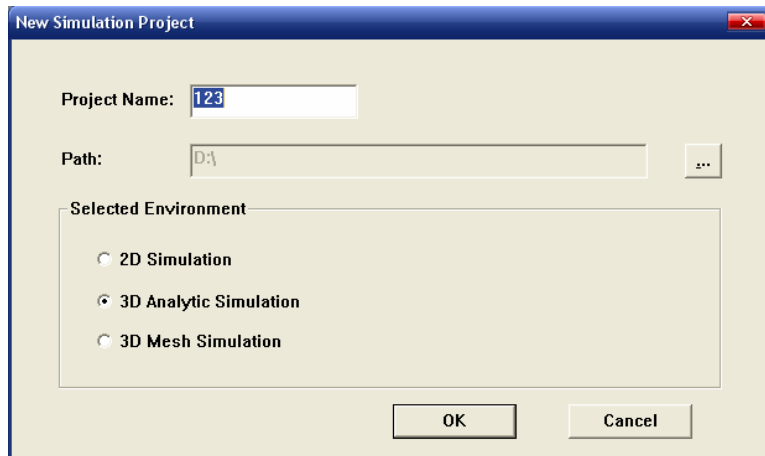 New Simulation Project
Project Name: 123
Path: D:\ ...
Selected Environment
2D Simulation
3D Analytic Simulation
3D Mesh Simulation
OK Cancel